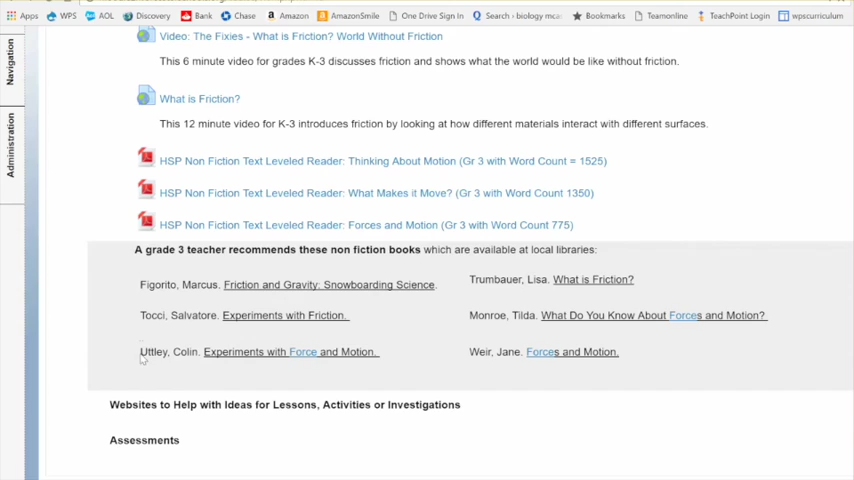 Apps WPS AOL Discovery Bank Chase Amazon AmazonSmile One Drive Sign In Search › biology mca Bookmarks Teamonline TeachPoint Login wpscurriculum
Navigation
Administration
Video: The Fixies - What is Friction? World Without Friction
This 6 minute video for grades K-3 discusses friction and shows what the world would be like without friction.
What is Friction?
This 12 minute video for K-3 introduces friction by looking at how different materials interact with different surfaces.
HSP Non Fiction Text Leveled Reader: Thinking About Motion (Gr 3 with Word Count = 1525)
HSP Non Fiction Text Leveled Reader: What Makes it Move? (Gr 3 with Word Count 1350)
HSP Non Fiction Text Leveled Reader: Forces and Motion (Gr 3 with Word Count 775)
A grade 3 teacher recommends these non fiction books which are available at local libraries:
Figorito, Marcus. Friction and Gravity: Snowboarding Science.
Trumbauer, Lisa. What is Friction?
Tocci, Salvatore. Experiments with Friction.
Monroe, Tilda. What Do You Know About Forces and Motion?
Uttley, Colin. Experiments with Force and Motion.
Weir, Jane. Forces and Motion.
Websites to Help with Ideas for Lessons, Activities or Investigations
Assessments